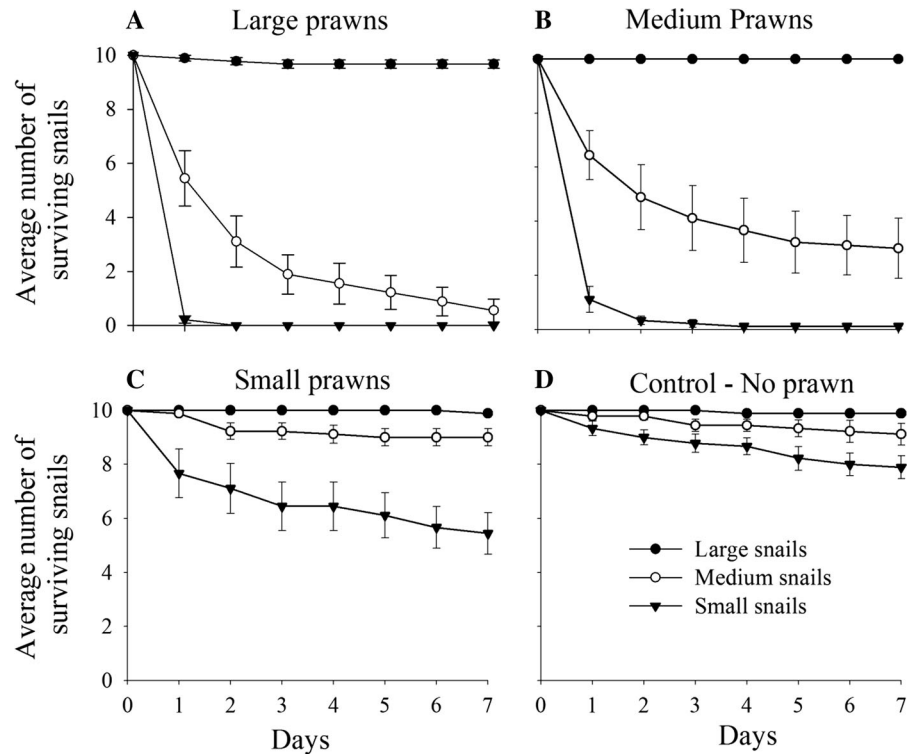 A Large prawns
B Medium Prawns
Average number of
surviving snails
10
8
6
4
2
0
C Small prawns
D Control - No prawn
Average number of
surviving snails
10
8
6
4
2
0
Large snails
Medium snails
Small snails
0 1 2 3 4 5 6 7
0 1 2 3 4 5 6 7
Days
Days